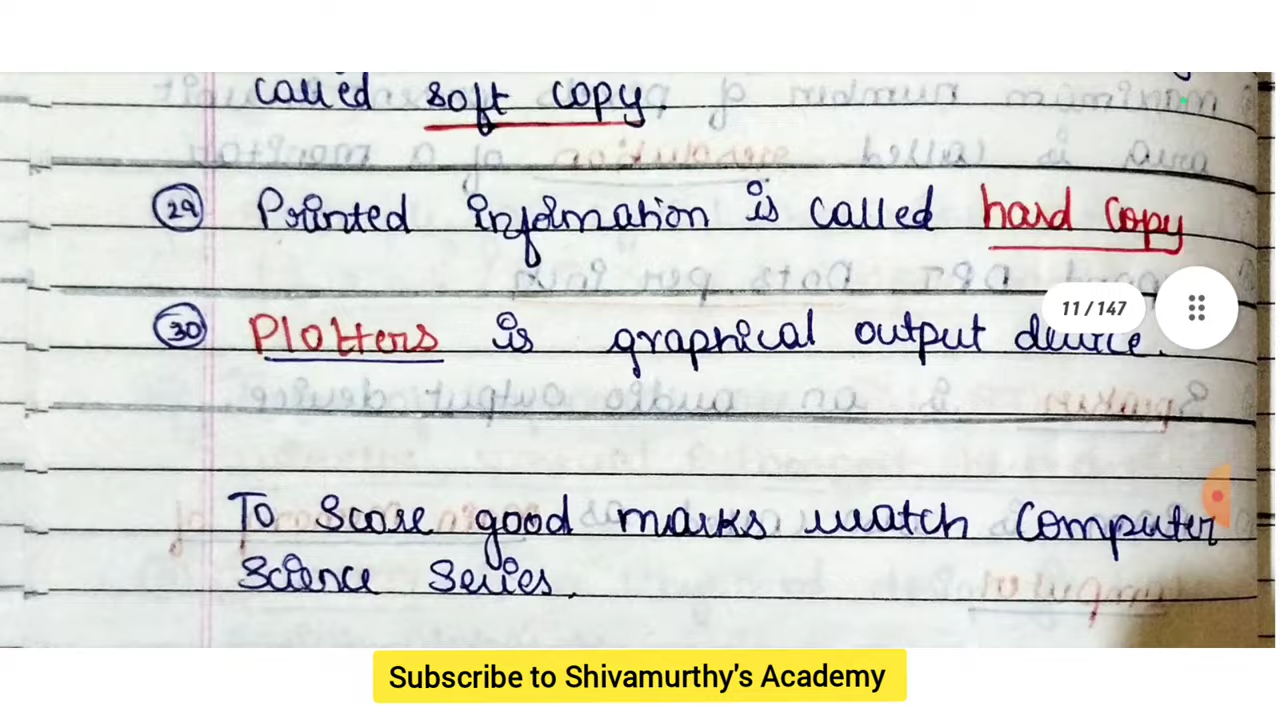 called soft copy.
29 Printed information is called hard copy
11 / 147
30 Plotters is graphical output device.
To score good marks watch Computer
Science Series.
Subscribe to Shivamurthy's Academy